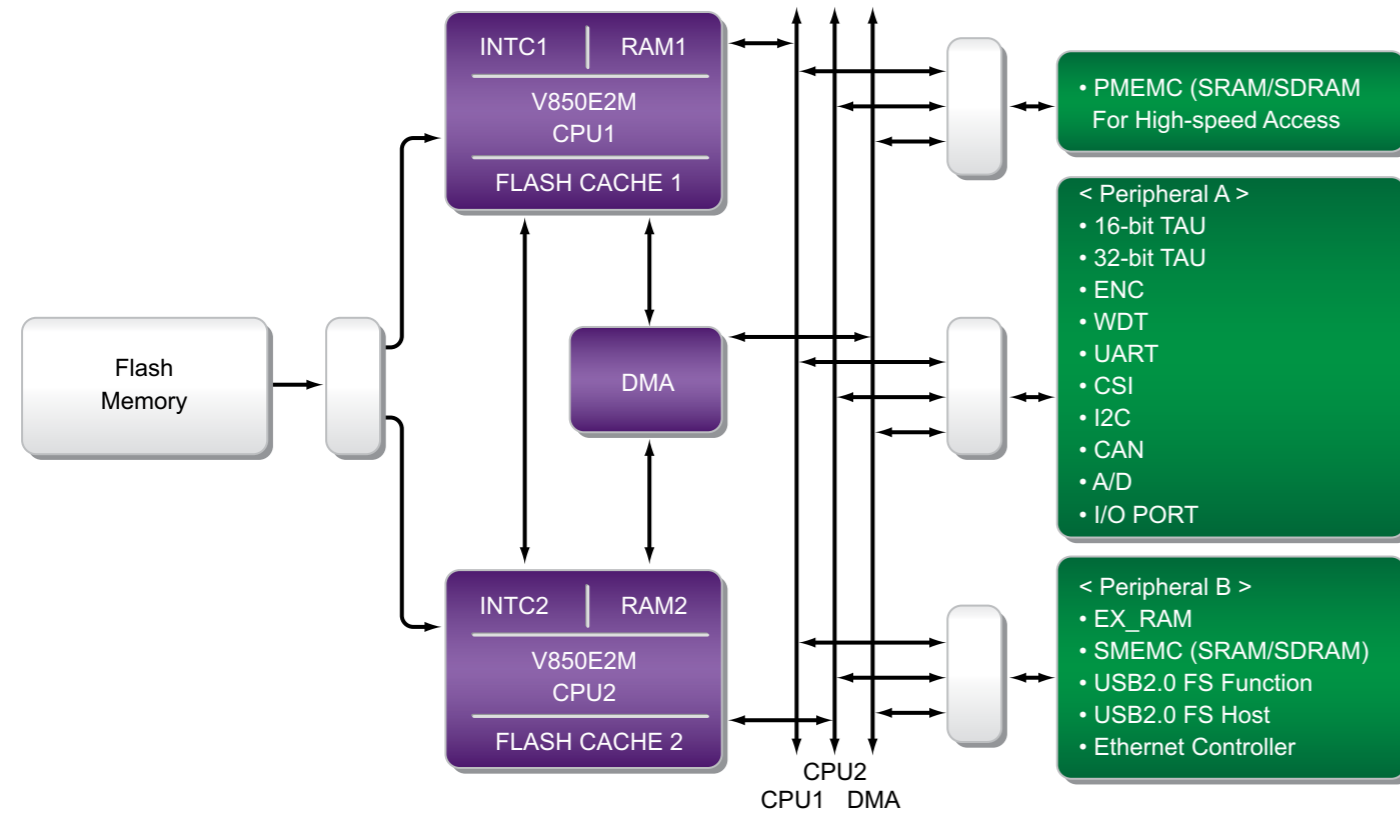 INTC1
RAM1
V850E2M
CPU1
FLASH CACHE 1
Flash
Memory
DMA
INTC2
RAM2
V850E2M
CPU2
FLASH CACHE 2
CPU2
CPU1 DMA
• PMEMC (SRAM/SDRAM
For High-speed Access
< Peripheral A >
• 16-bit TAU
• 32-bit TAU
• ENC
• WDT
• UART
• CSI
• I2C
• CAN
• A/D
• I/O PORT
< Peripheral B >
• EX_RAM
• SMEMC (SRAM/SDRAM)
• USB2.0 FS Function
• USB2.0 FS Host
• Ethernet Controller